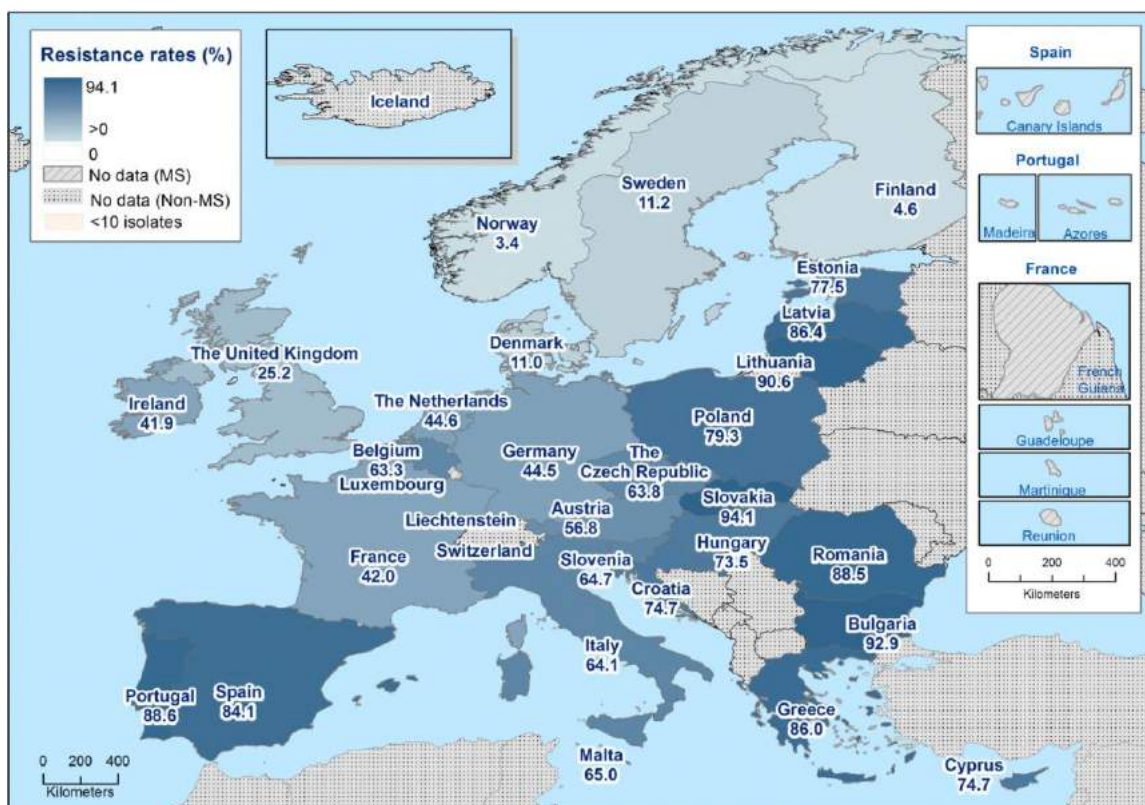 Resistance rates (%)
94.1
>0
0
No data (MS)
No data (Non-MS)
<10 isolates
Iceland
Norway
3.4
Sweden
11.2
Finland
4.6
Estonia
77.5
Latvia
86.4
Lithuania
90.6
Denmark
11.0
The United Kingdom
25.2
Ireland
41.9
The Netherlands
44.6
Belgium
63.3
Luxembourg
Germany
44.5
Poland
79.3
The
Czech Republic
63.8
Slovakia
94.1
Austria
56.8
Liechtenstein
Switzerland
France
42.0
Slovenia
64.7
Hungary
73.5
Romania
88.5
Croatia
74.7
Bulgaria
92.9
Italy
64.1
Portugal
88.6
Spain
84.1
Greece
86.0
Malta
65.0
Cyprus
74.7
0 200 400
Kilometers
Spain
Canary Islands
Portugal
Madeira
Azores
France
French
Guiana
Guadeloupe
Martinique
Reunion
0 200 400
Kilometers